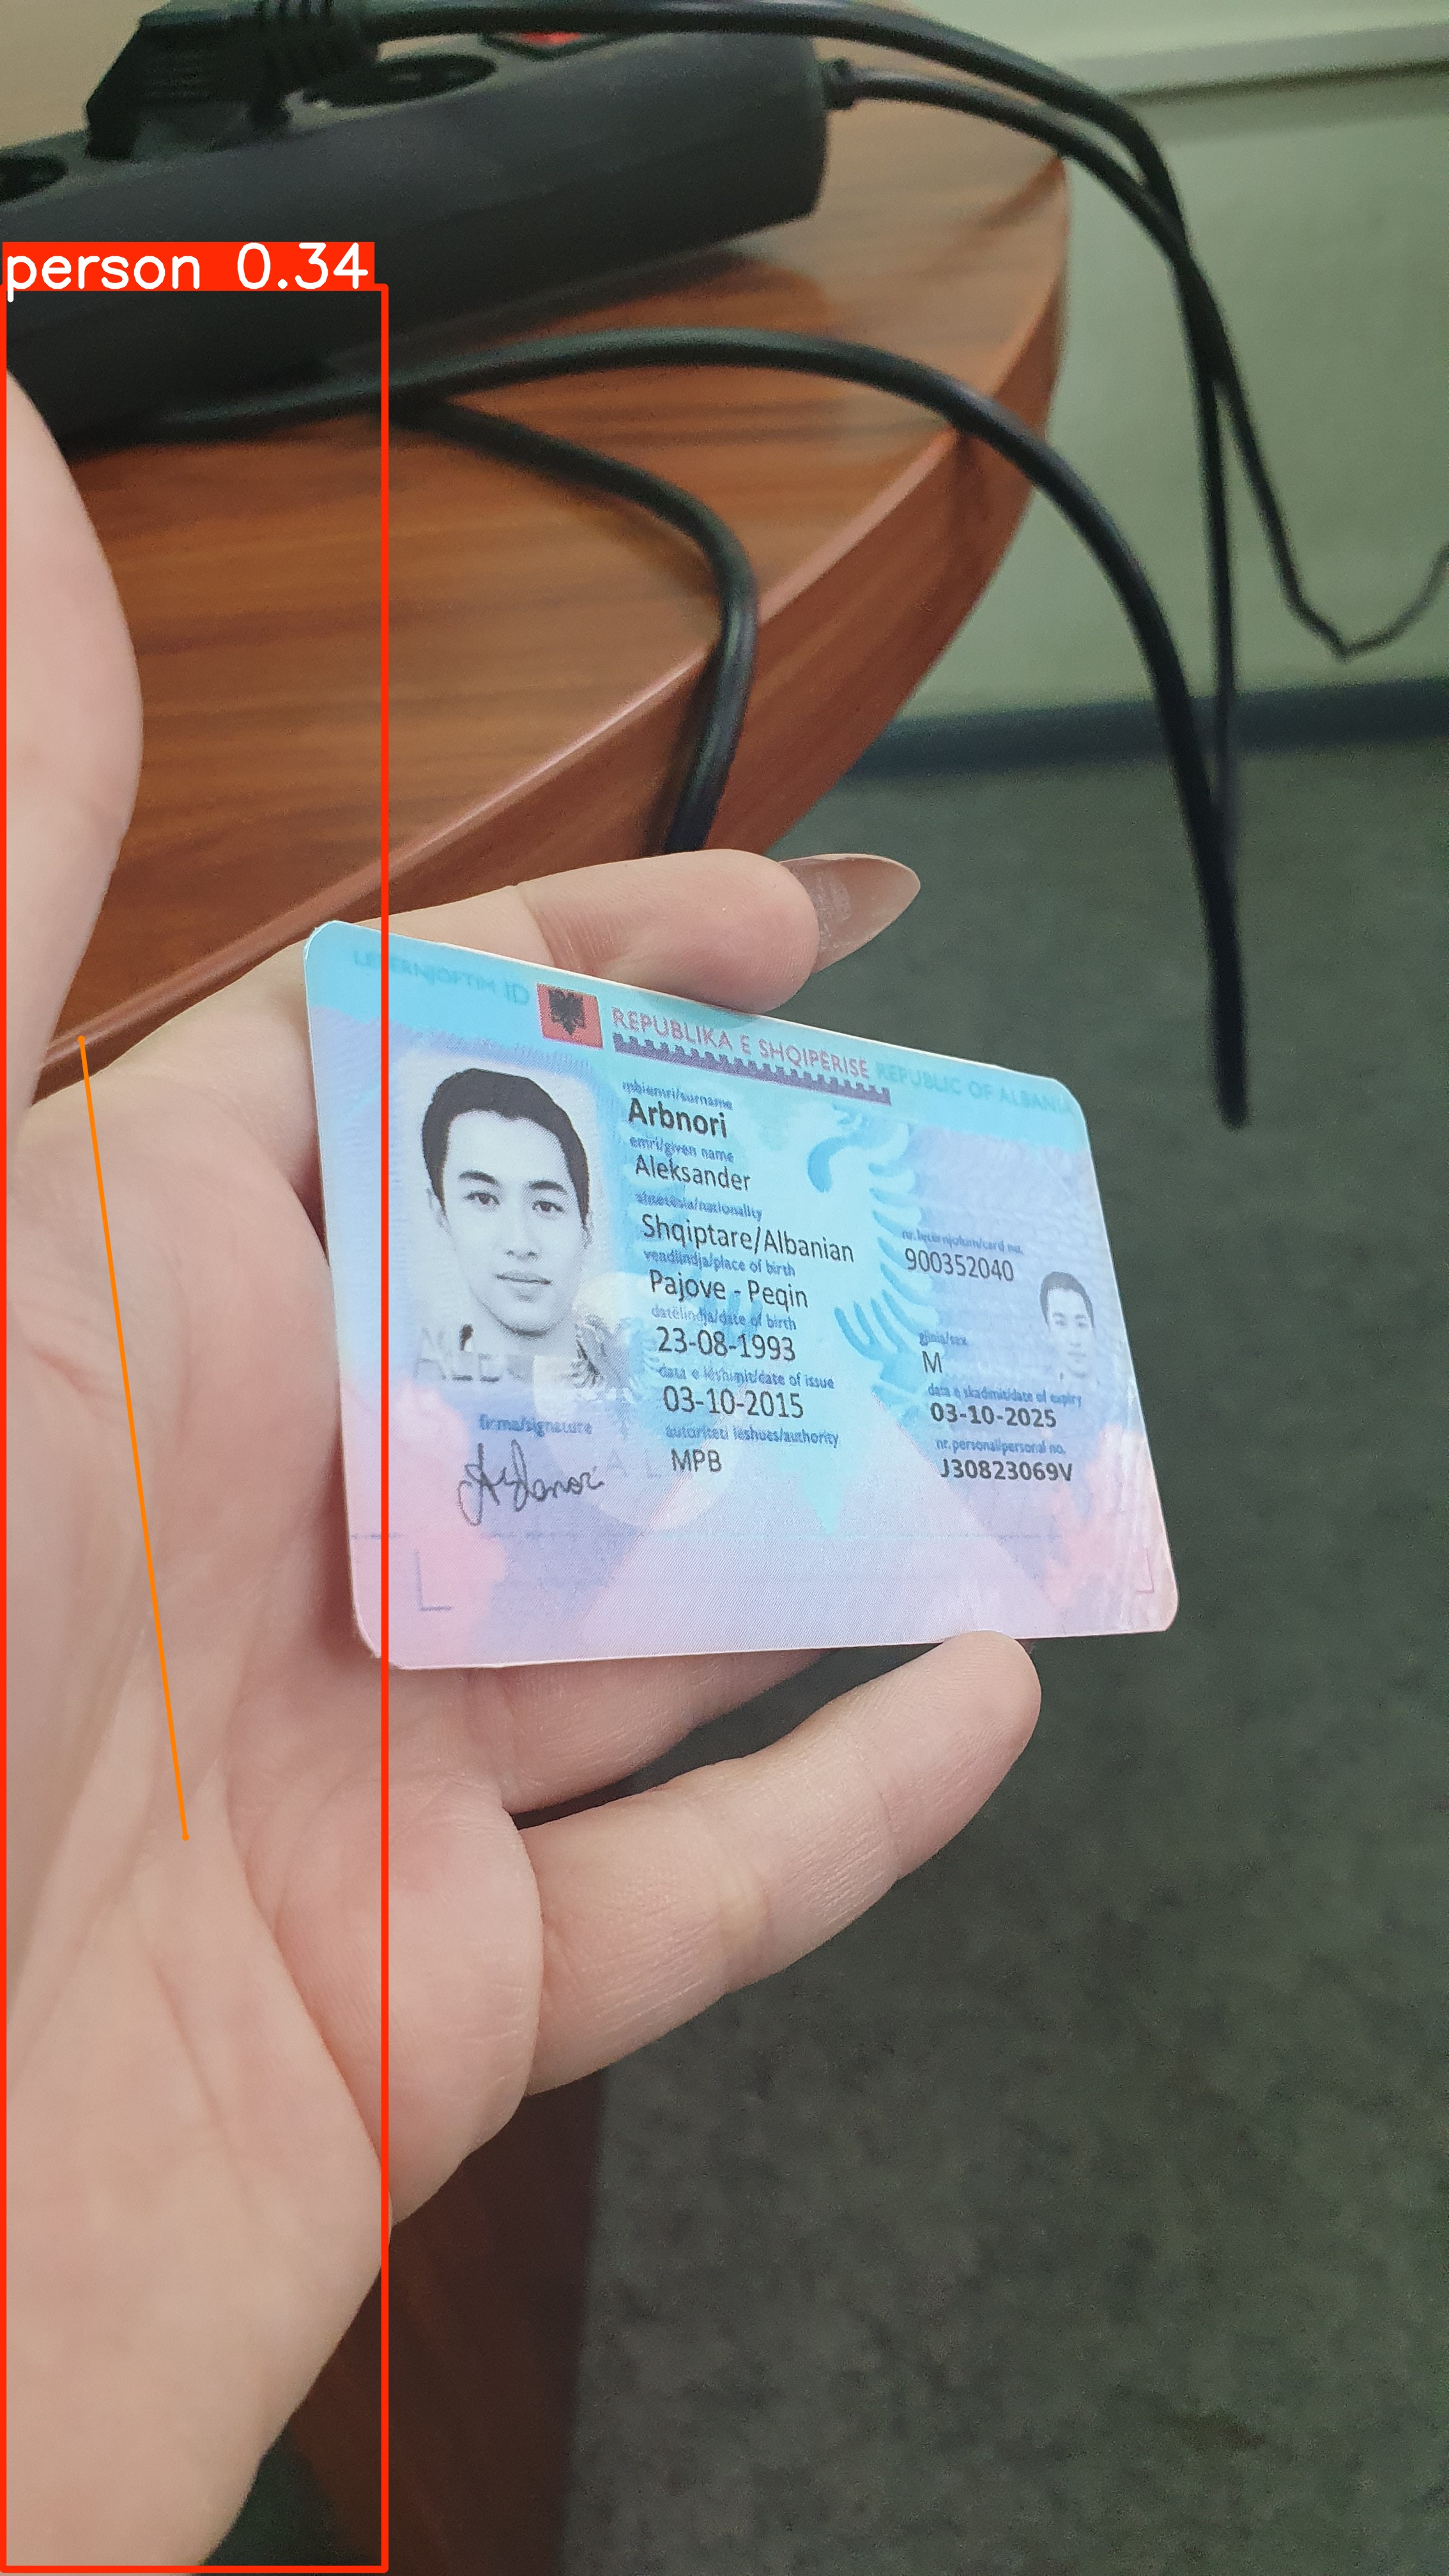 person 0.34
LETERNJOFTIM ID
REPUBLIKA E SHQIPËRISË REPUBLIC OF ALBANIA
mbiemri/surname
Arbnori
emri/given name
Aleksander
shtetësia/nationality
Shqiptare/Albanian
vendlindja/place of birth
Pajove - Peqin
datëlindja/date of birth
23-08-1993
data e lëshimit/date of issue
03-10-2015
autoriteti lëshues/authority
MPB
nr.letërnjoftim/card no.
900352040
gjinia/sex
M
data e skadimit/date of expiry
03-10-2025
nr.personal/personal no.
J30823069V
firma/signature